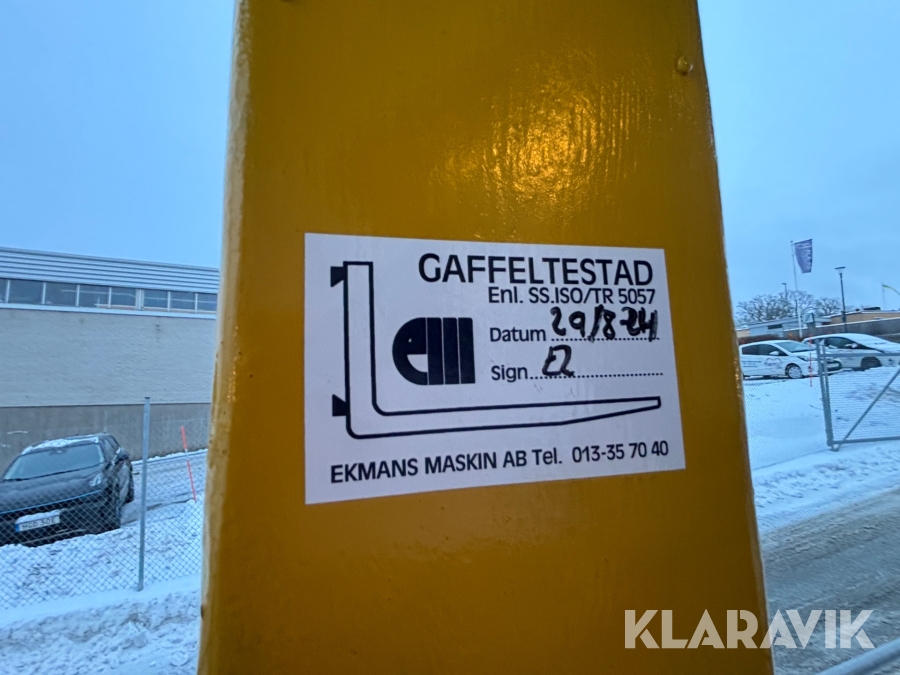 GAFFELTESTAD
Enl. SS.ISO/TR 5057
em
Datum 29/8-24
Sign
EKMANS MASKIN AB Tel. 013-35 70 40
KLARAVIK